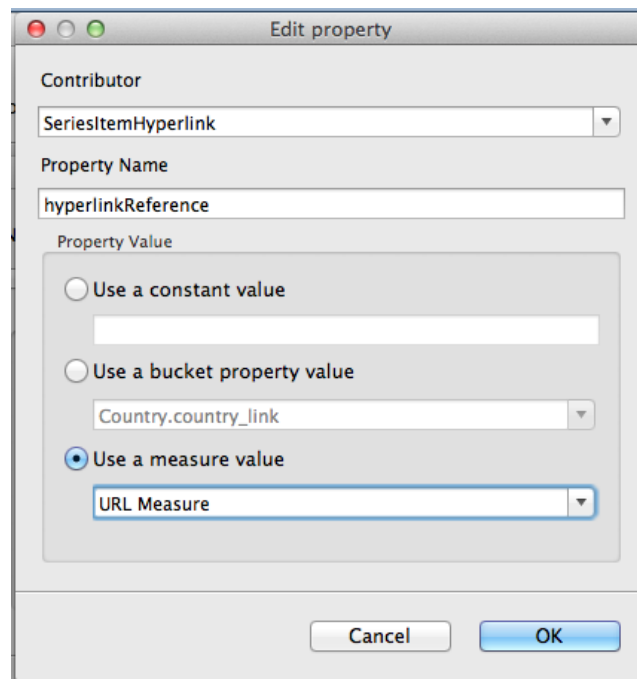 Edit property
Contributor
SeriesItemHyperlink
Property Name
hyperlinkReference
Property Value
Use a constant value
Use a bucket property value
Country.country_link
Use a measure value
URL Measure
Cancel
OK